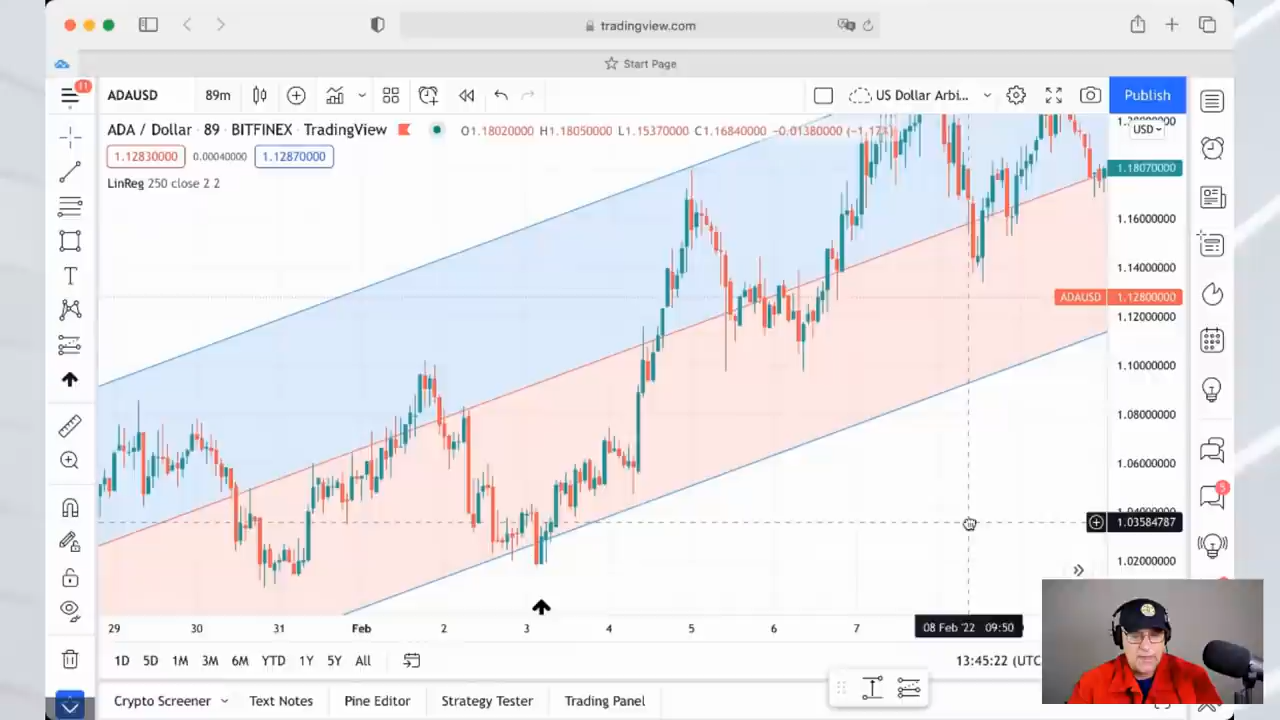 tradingview.com
Start Page
11
ADAUSD 89m US Dollar Arbi... Publish
ADA / Dollar · 89 · BITFINEX · TradingView O1.18020000 H1.18050000 L1.15370000 C1.16840000 −0.01380000 (−1.17%)
USD
1.12830000 0.00040000 1.12870000
LinReg 250 close 2 2
1.18070000
1.16000000
1.14000000
ADAUSD 1.12800000
1.12000000
1.10000000
1.08000000
1.06000000
5
1.03584787
1.02000000
29 30 31 Feb 2 3 4 5 6 7 08 Feb '22 09:50
1D 5D 1M 3M 6M YTD 1Y 5Y All 13:45:22 (UTC
Crypto Screener Text Notes Pine Editor Strategy Tester Trading Panel